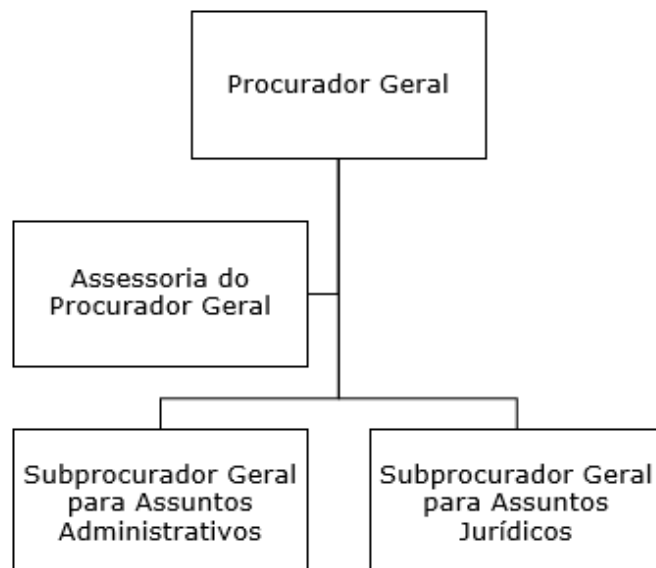 Procurador Geral
Assessoria do
Procurador Geral
Subprocurador Geral
para Assuntos
Administrativos
Subprocurador Geral
para Assuntos
Jurídicos